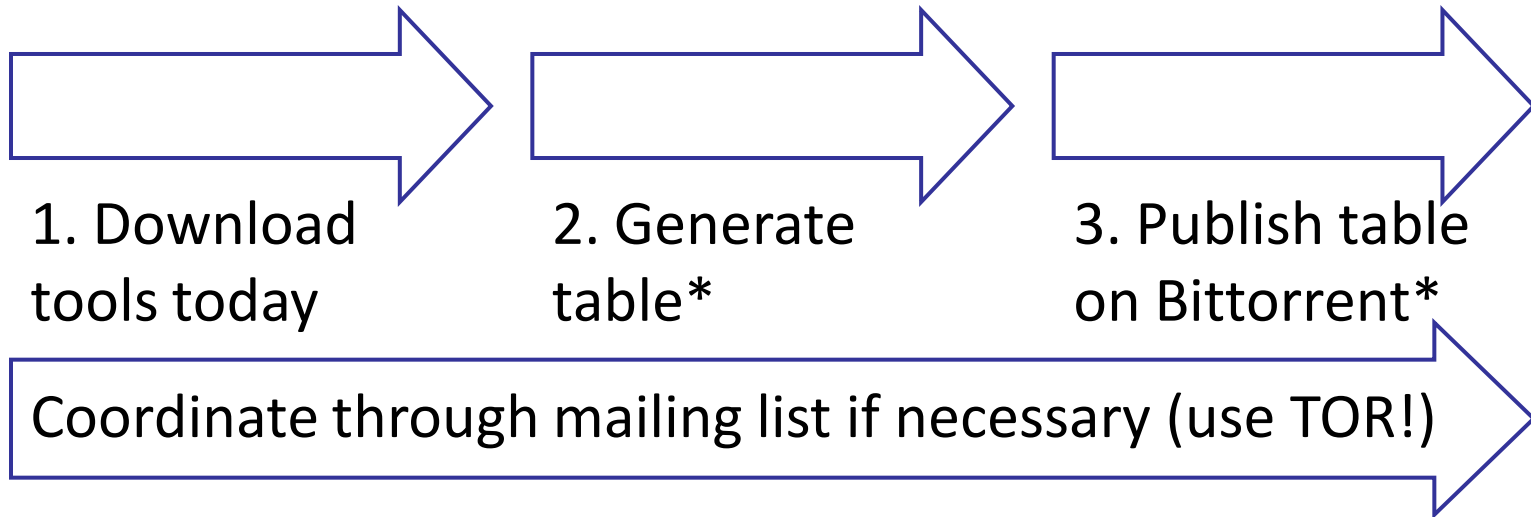 1. Download
tools today
2. Generate
table*
3. Publish table
on Bittorrent*
Coordinate through mailing list if necessary (use TOR!)